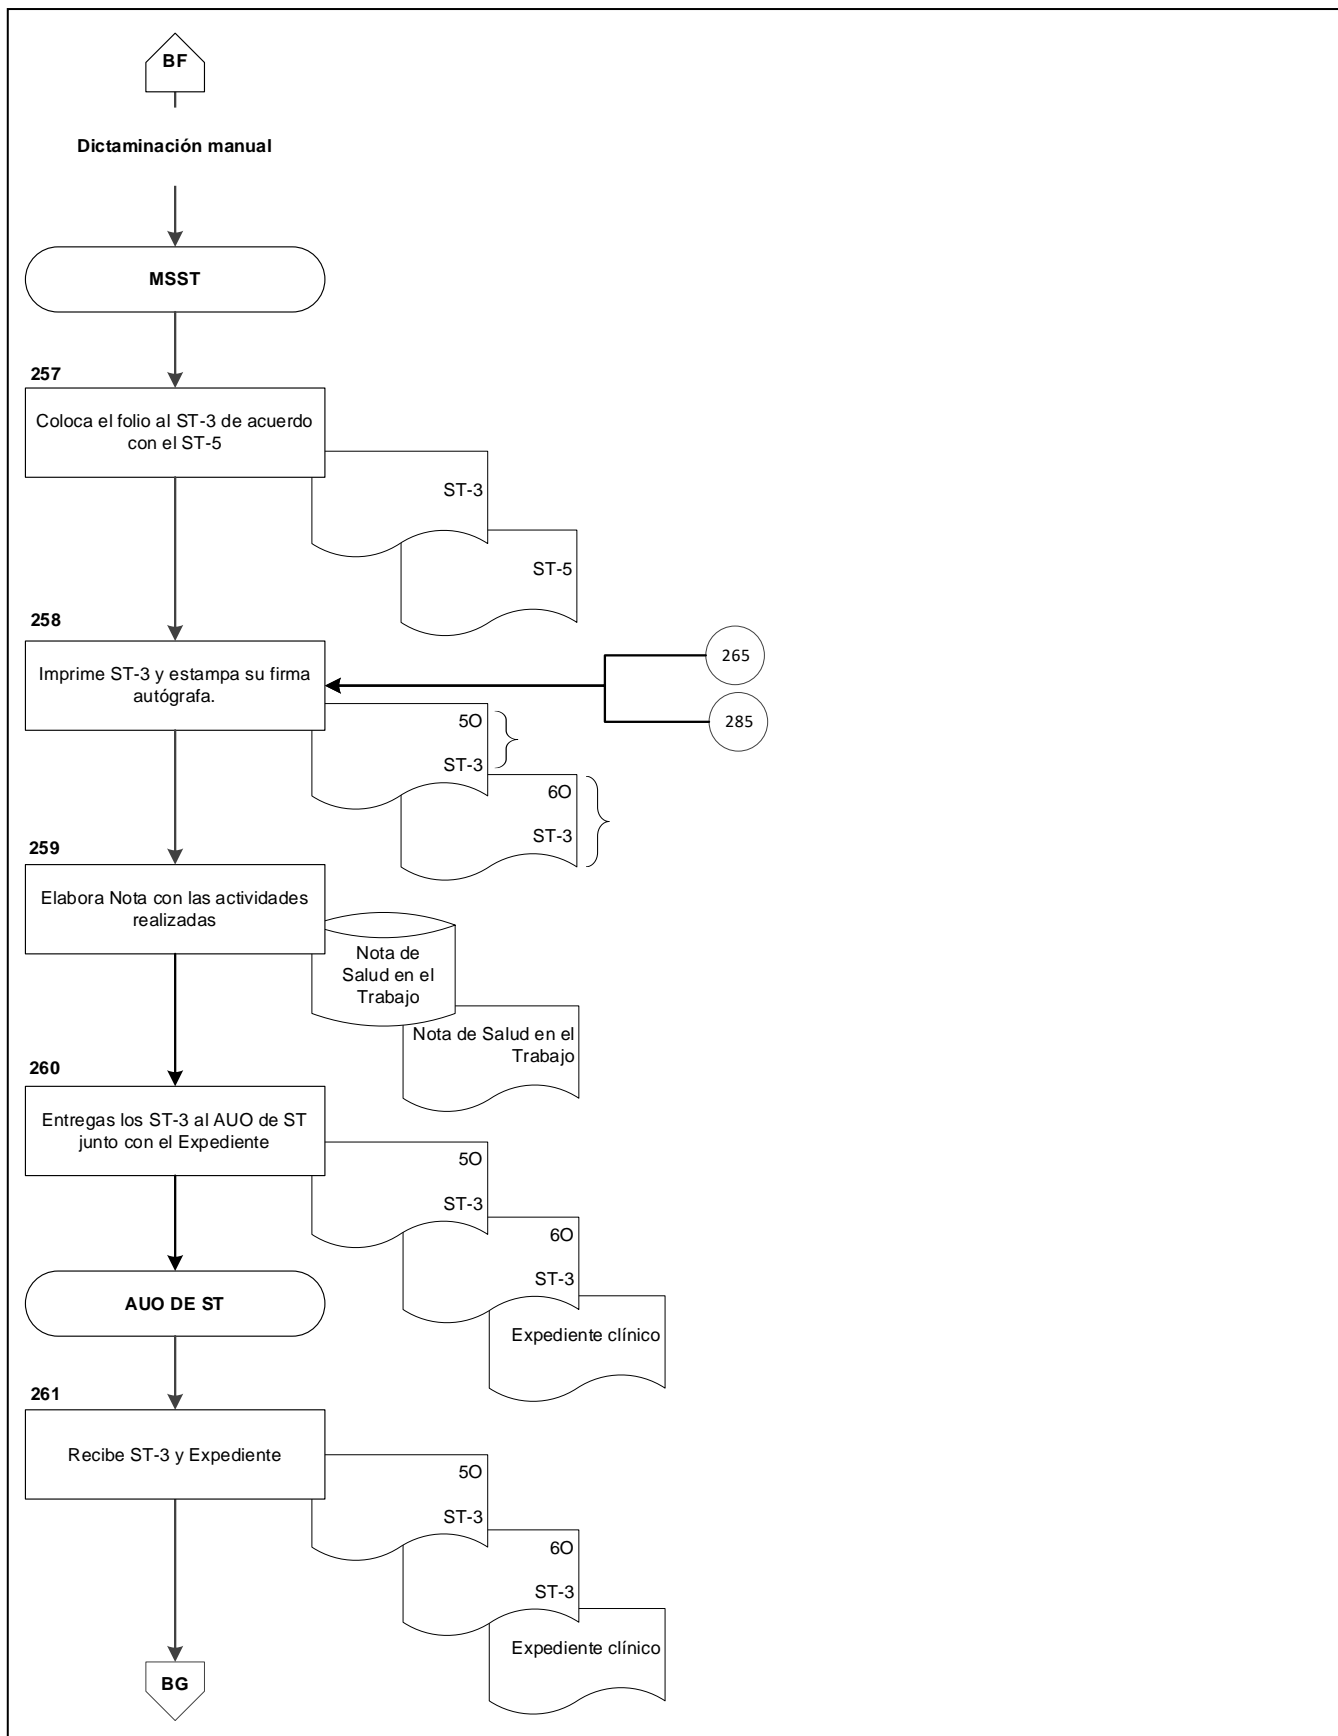 BF
Dictaminación manual
MSST
257
Coloca el folio al ST-3 de acuerdo
con el ST-5
ST-3
ST-5
258
Imprime ST-3 y estampa su firma
autógrafa.
265
285
5O
ST-3
6O
ST-3
259
Elabora Nota con las actividades
realizadas
Nota de
Salud en el
Trabajo
Nota de Salud en el
Trabajo
260
Entregas los ST-3 al AUO de ST
junto con el Expediente
5O
ST-3
6O
ST-3
Expediente clínico
AUO DE ST
261
Recibe ST-3 y Expediente
5O
ST-3
6O
ST-3
Expediente clínico
BG